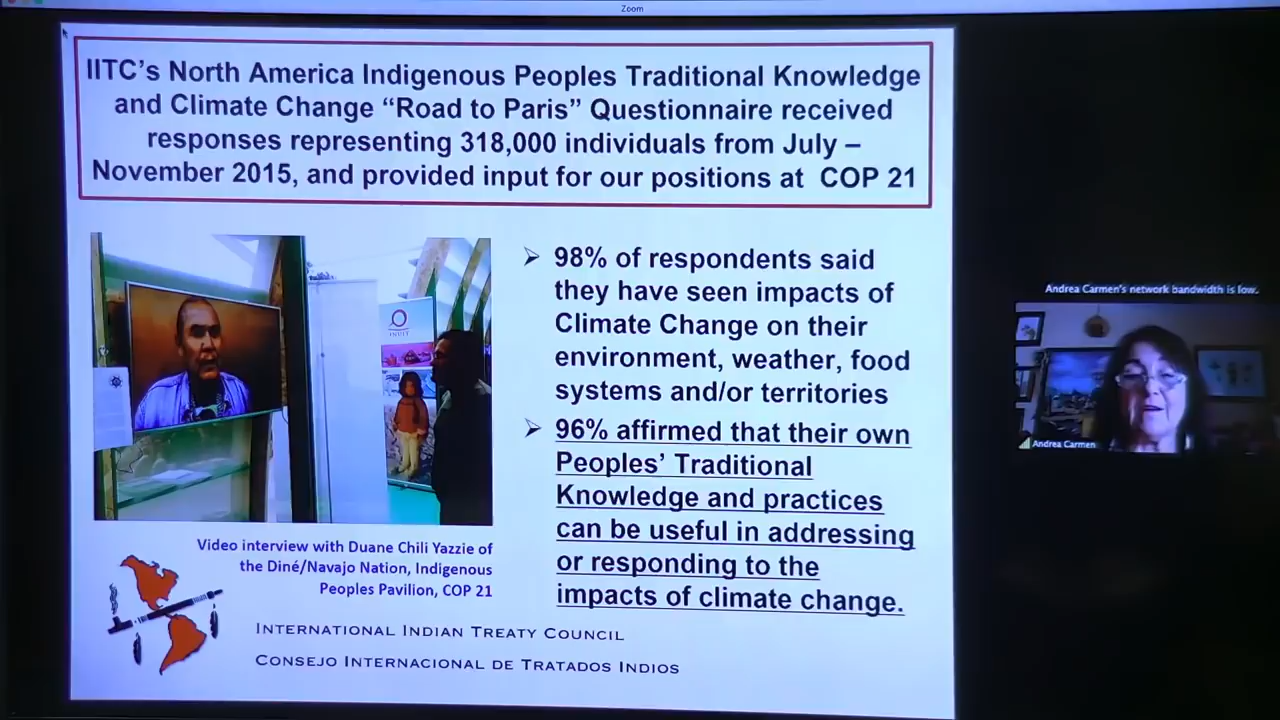 Zoom
IITC's North America Indigenous Peoples Traditional Knowledge
and Climate Change “Road to Paris” Questionnaire received
responses representing 318,000 individuals from July –
November 2015, and provided input for our positions at COP 21
98% of respondents said
they have seen impacts of
Climate Change on their
environment, weather, food
systems and/or territories
96% affirmed that their own
Peoples' Traditional
Knowledge and practices
can be useful in addressing
or responding to the
impacts of climate change.
INUIT
Video interview with Duane Chili Yazzie of
the Diné/Navajo Nation, Indigenous
Peoples Pavilion, COP 21
International Indian Treaty Council
Consejo Internacional de Tratados Indios
Andrea Carmen's network bandwidth is low.
Andrea Carmen